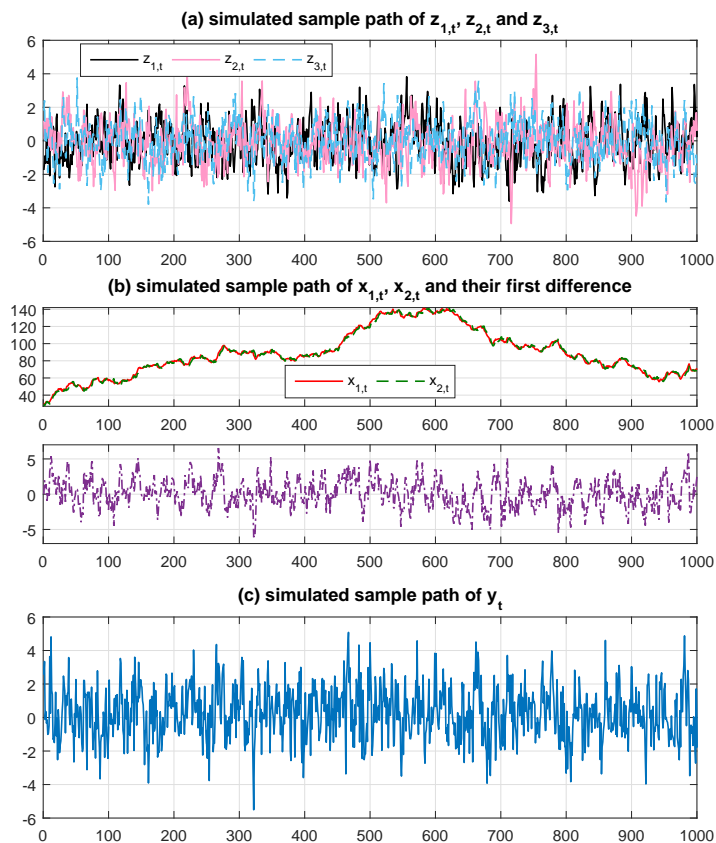 (a) simulated sample path of z1,t, z2,t and z3,t
6
z1,t z2,t z3,t
4
2
0
-2
-4
-6
0 100 200 300 400 500 600 700 800 900 1000
(b) simulated sample path of x1,t, x2,t and their first difference
140
120
100
80
60
40
x1,t x2,t
0 100 200 300 400 500 600 700 800 900 1000
5
0
-5
0 100 200 300 400 500 600 700 800 900 1000
(c) simulated sample path of yt
6
4
2
0
-2
-4
-6
0 100 200 300 400 500 600 700 800 900 1000